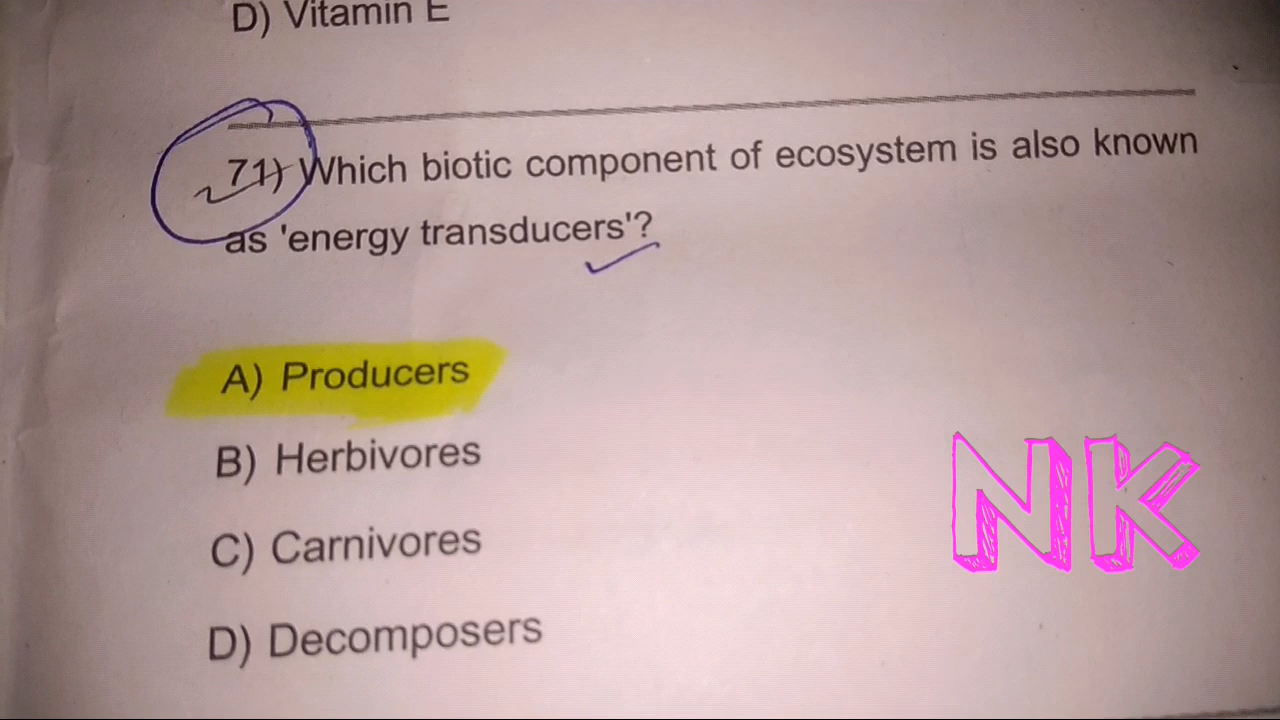 D) Vitamin E
71) Which biotic component of ecosystem is also known
as 'energy transducers'?
A) Producers
B) Herbivores
C) Carnivores
D) Decomposers
NK